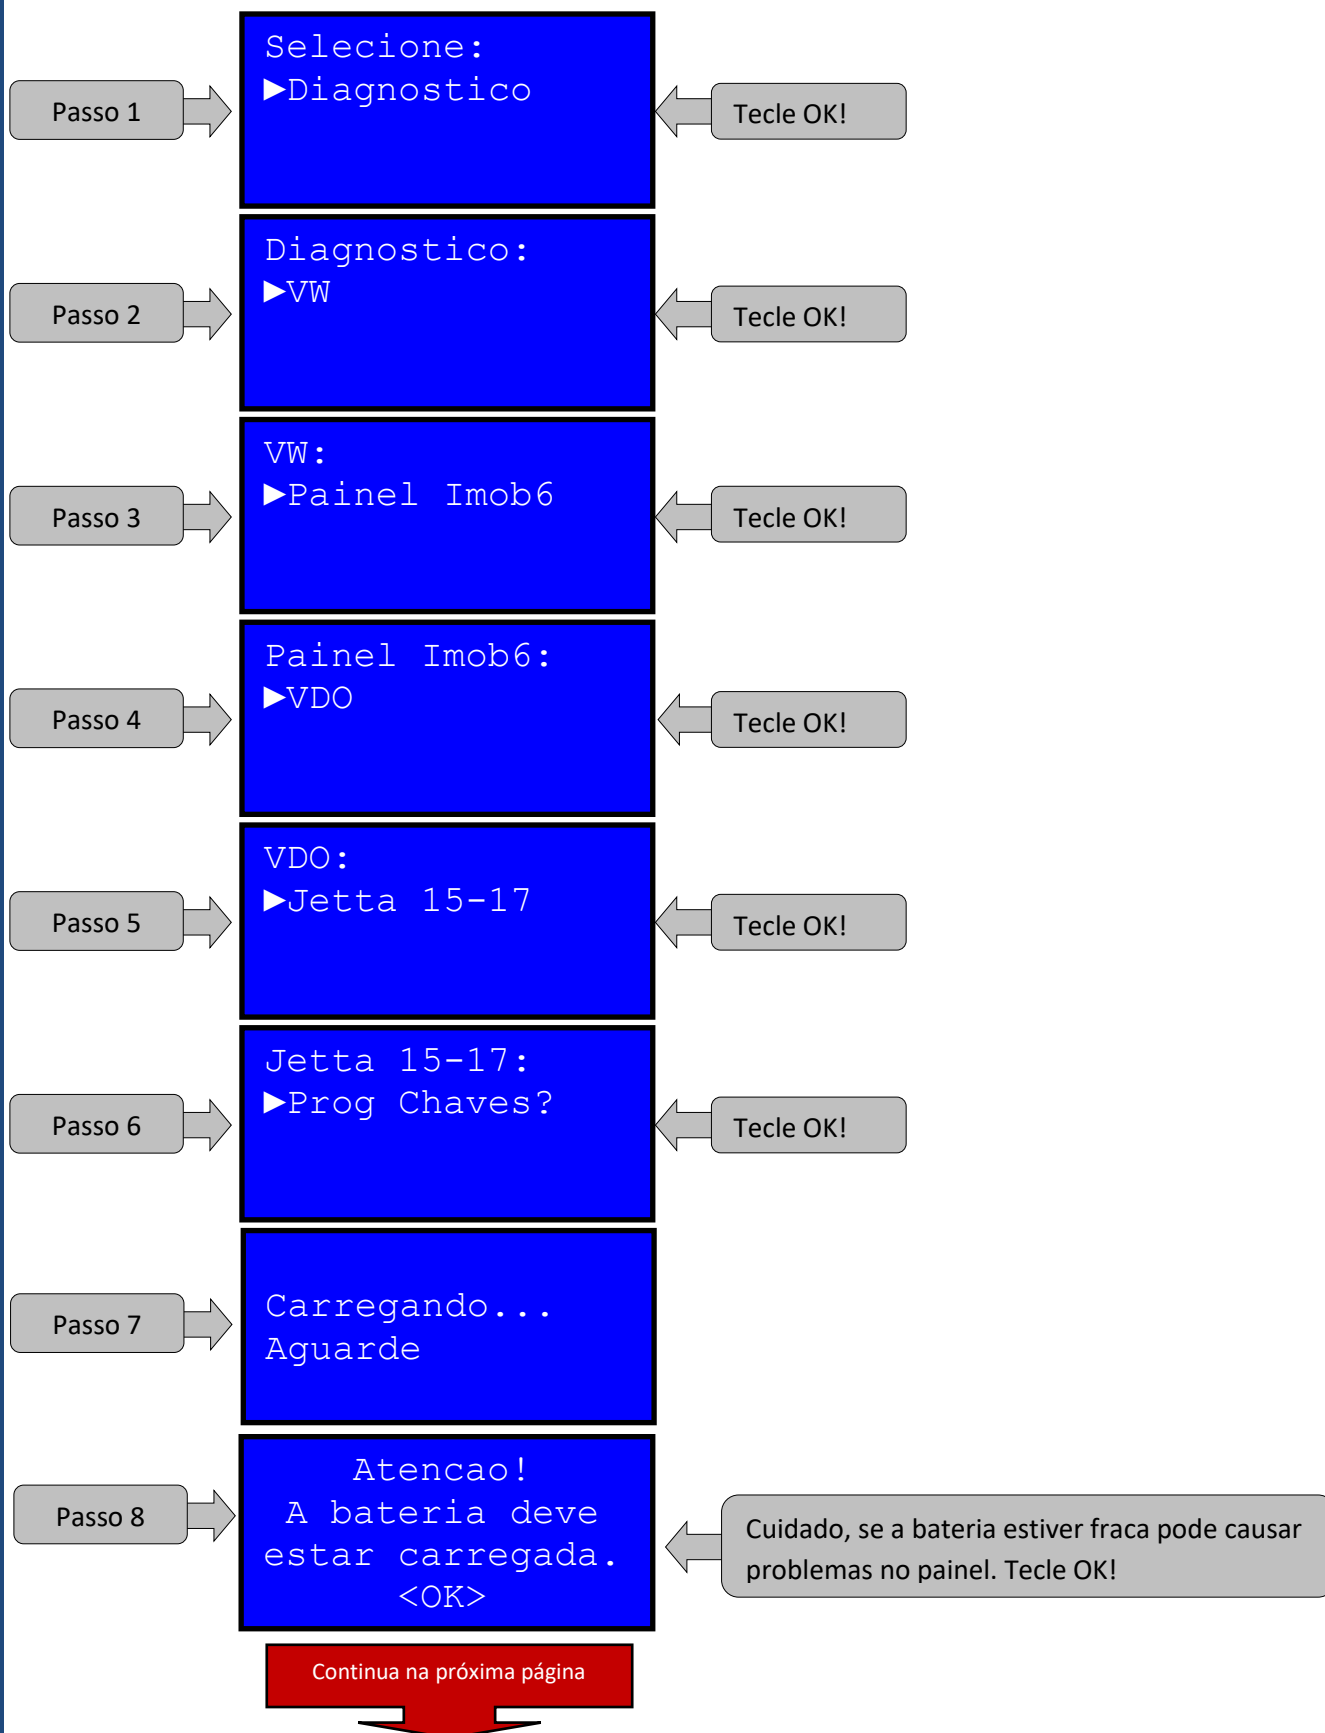 Passo 1
Selecione:
►Diagnostico
Tecle OK!
Passo 2
Diagnostico:
►VW
Tecle OK!
Passo 3
VW:
►Painel Imob6
Tecle OK!
Passo 4
Painel Imob6:
►VDO
Tecle OK!
Passo 5
VDO:
►Jetta 15-17
Tecle OK!
Passo 6
Jetta 15-17:
►Prog Chaves?
Tecle OK!
Passo 7
Carregando...
Aguarde
Passo 8
Atencao!
A bateria deve
estar carregada.
<OK>
Cuidado, se a bateria estiver fraca pode causar
problemas no painel. Tecle OK!
Continua na próxima página